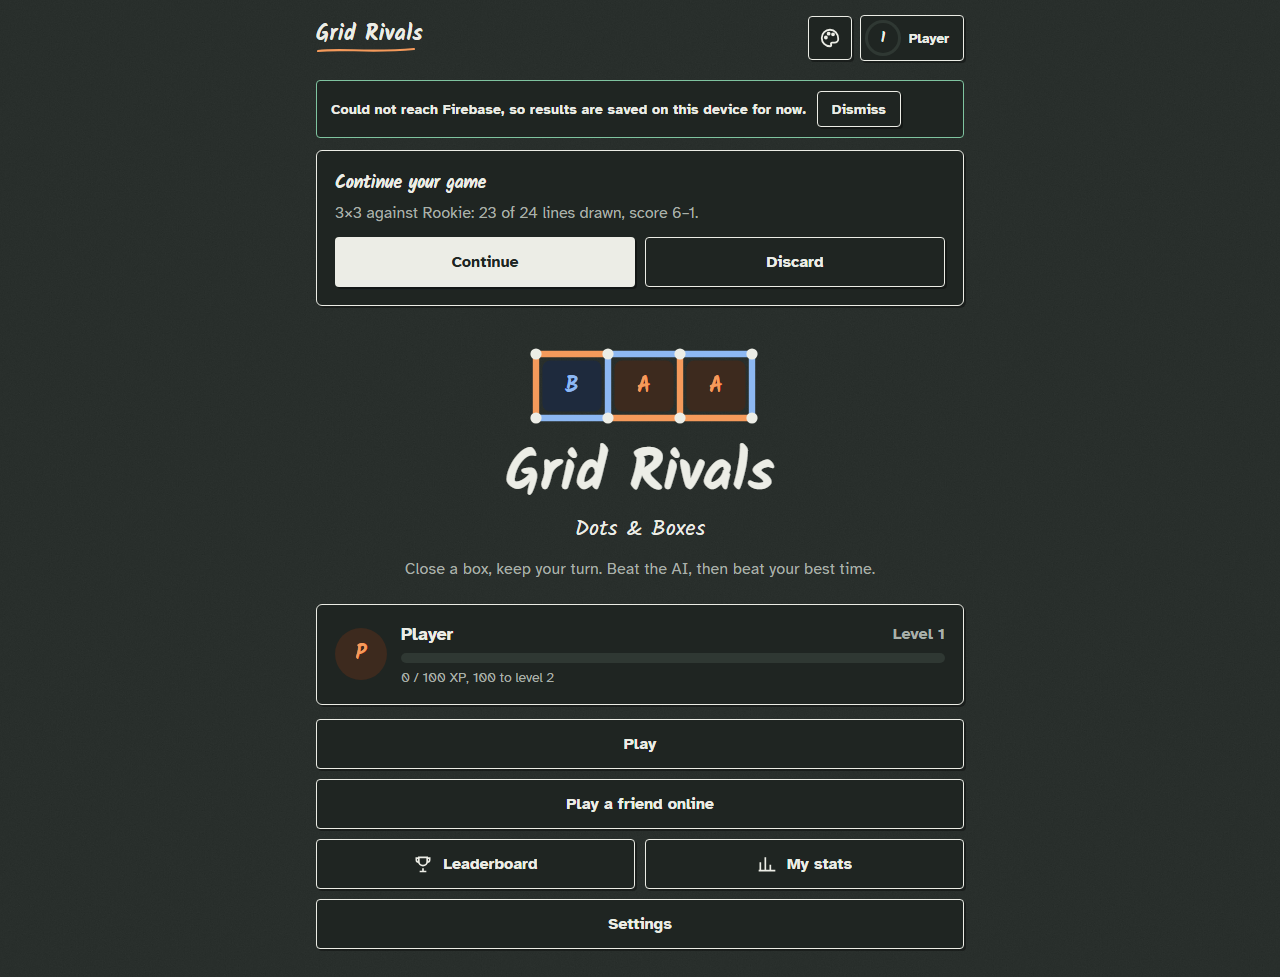 Grid Rivals
1 Player
Could not reach Firebase, so results are saved on this device for now. Dismiss
Continue your game
3×3 against Rookie: 23 of 24 lines drawn, score 6–1.
Continue Discard
B A A
Grid Rivals
Dots & Boxes
Close a box, keep your turn. Beat the AI, then beat your best time.
P Player Level 1
0 / 100 XP, 100 to level 2
Play
Play a friend online
Leaderboard My stats
Settings